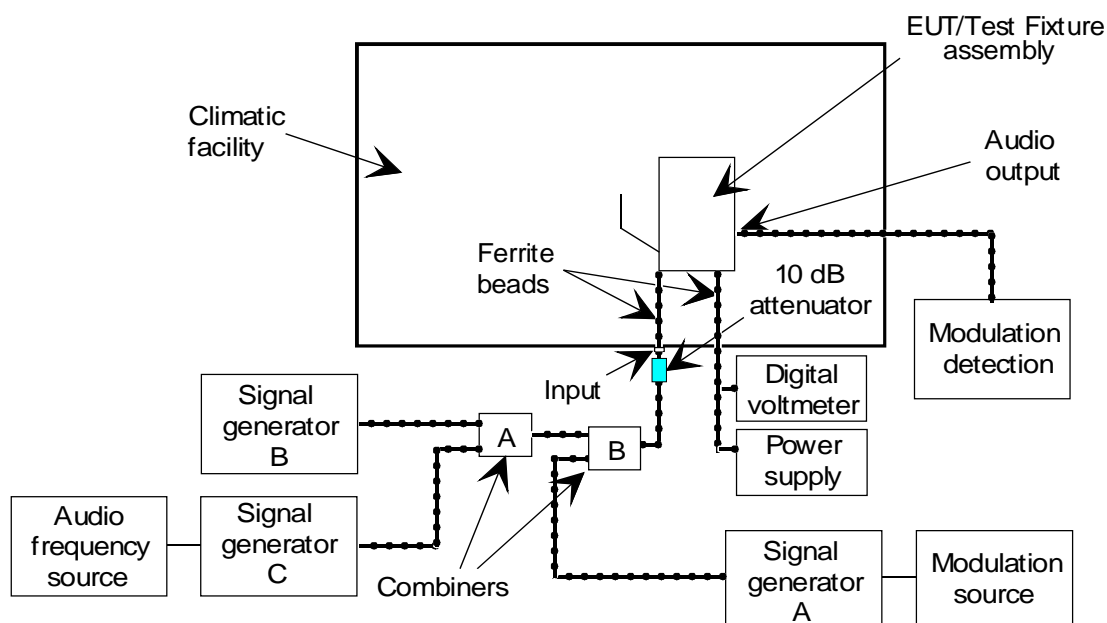 EUT/Test Fixture
assembly
Climatic
facility
Audio
output
Ferrite
beads
10 dB
attenuator
Modulation
detection
Input
Digital
voltmeter
Signal
generator
B
A
B
Power
supply
Audio
frequency
source
Signal
generator
C
Combiners
Signal
generator
A
Modulation
source